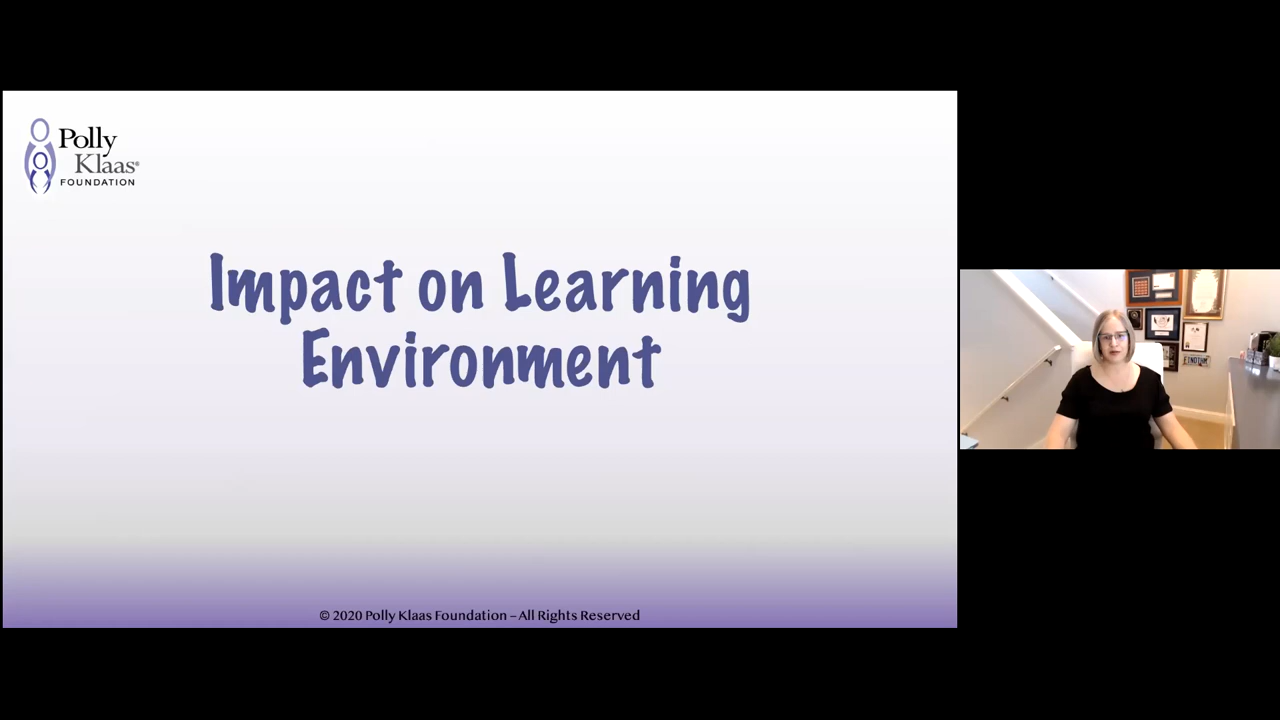 Polly
Klaas®
FOUNDATION
Impact on Learning
Environment
© 2020 Polly Klaas Foundation – All Rights Reserved